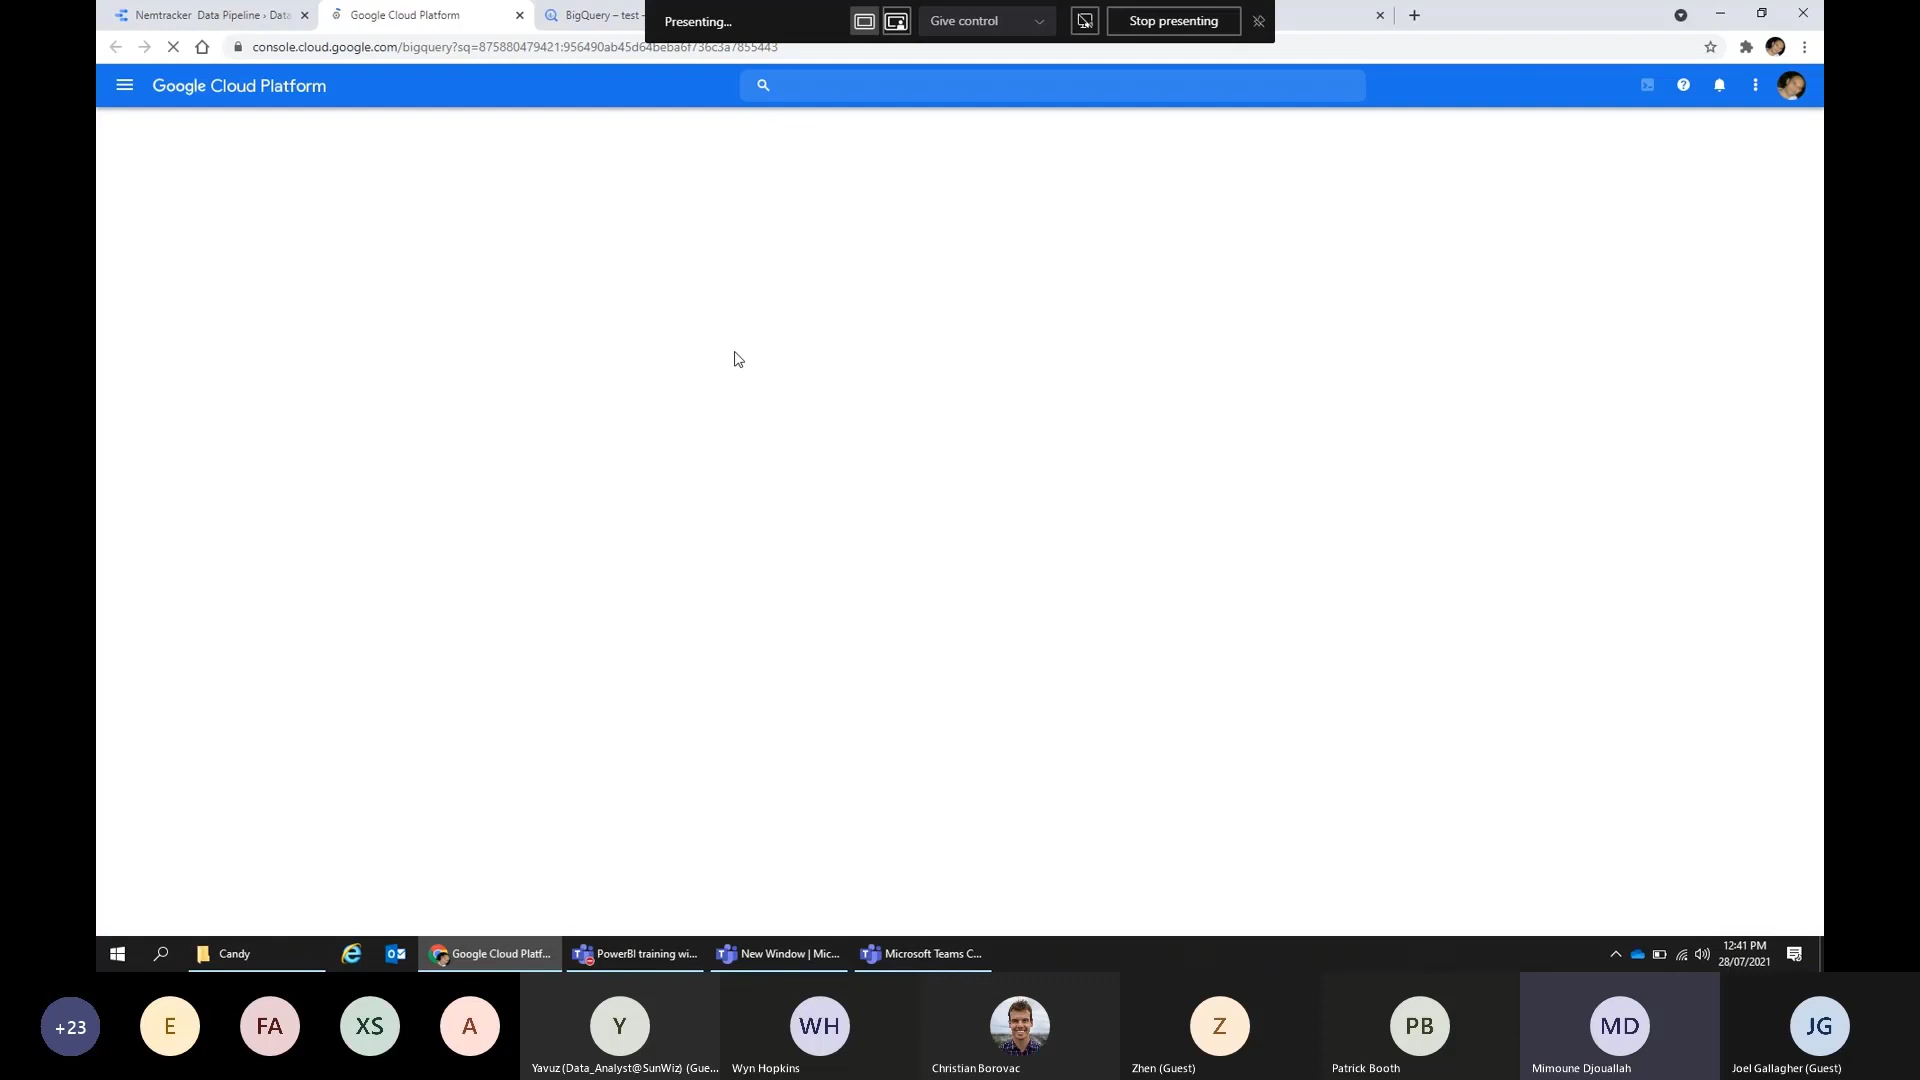 Nemtracker Data Pipeline › Data
Google Cloud Platform
BigQuery – test -
Presenting...
Give control
Stop presenting
console.cloud.google.com/bigquery?sq=875880479421:956490ab45d64beba6f736c3a7855443
Google Cloud Platform
Candy
Google Cloud Platf...
PowerBI training wi...
New Window | Mic...
Microsoft Teams C...
12:41 PM
28/07/2021
+23
E
FA
XS
A
Y
WH
Z
PB
MD
JG
Yavuz (Data_Analyst@SunWiz) (Gue...
Wyn Hopkins
Christian Borovac
Zhen (Guest)
Patrick Booth
Mimoune Djouallah
Joel Gallagher (Guest)